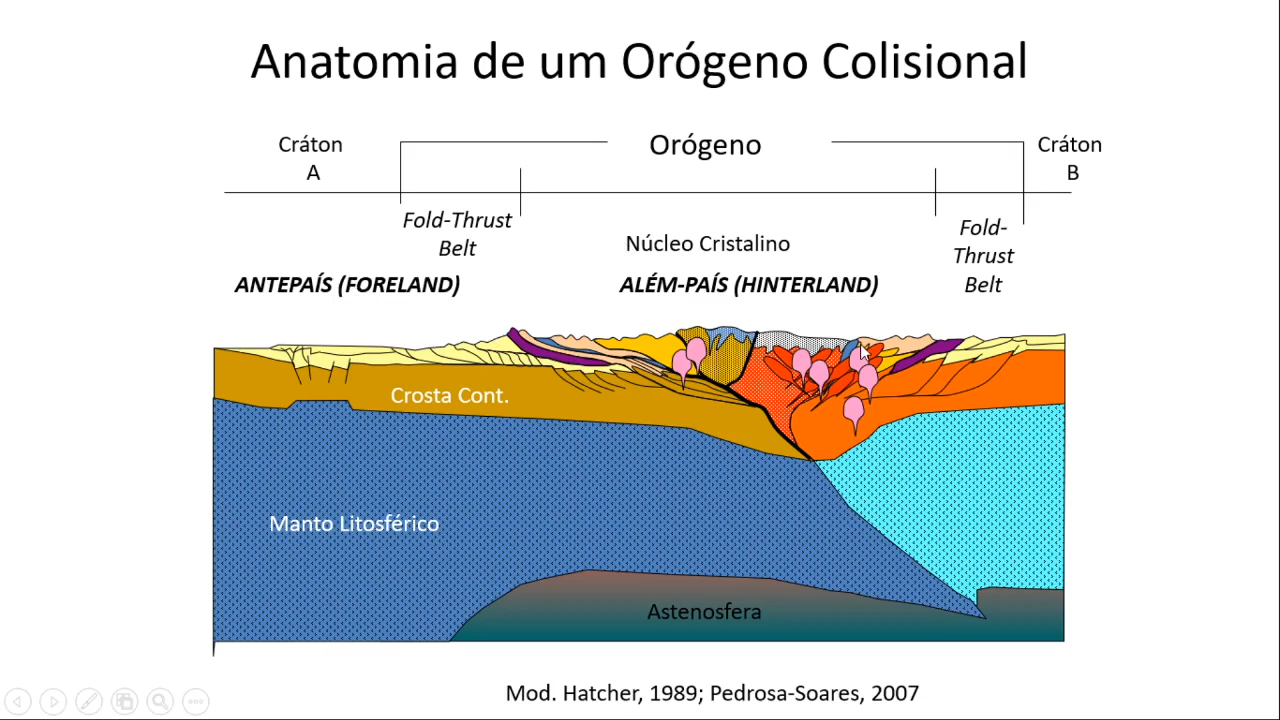 Anatomia de um Orógeno Colisional
Cráton
A
Orógeno
Cráton
B
Fold-Thrust
Belt
Núcleo Cristalino
Fold-
Thrust
Belt
ANTEPAÍS (FORELAND)
ALÉM-PAÍS (HINTERLAND)
Crosta Cont.
Manto Litosférico
Astenosfera
Mod. Hatcher, 1989; Pedrosa-Soares, 2007